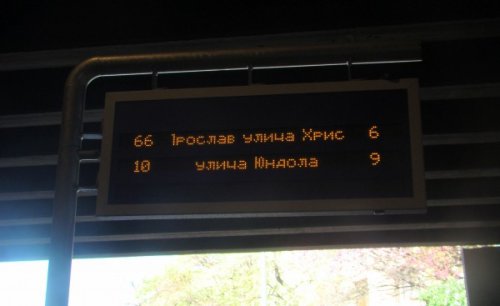 66 Ярослав улица Хрис 6
10 улица Юндола 9